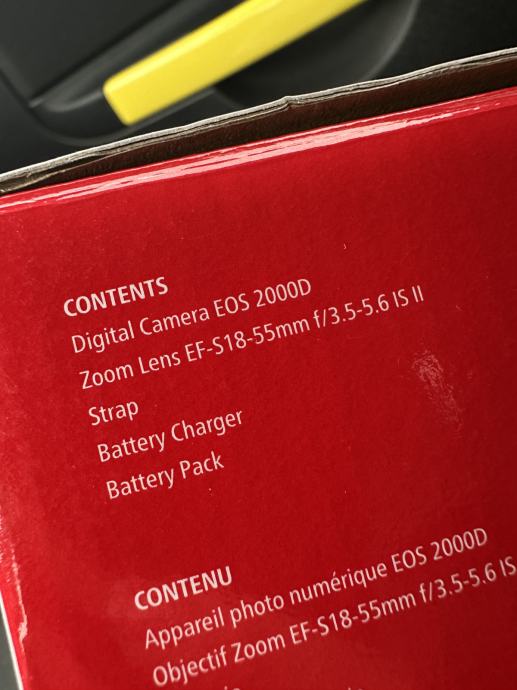 CONTENTS
Digital Camera EOS 2000D
Zoom Lens EF-S18-55mm f/3.5-5.6 IS II
Strap
Battery Charger
Battery Pack
CONTENU
Appareil photo numérique EOS 2000D
Objectif Zoom EF-S18-55mm f/3.5-5.6 IS